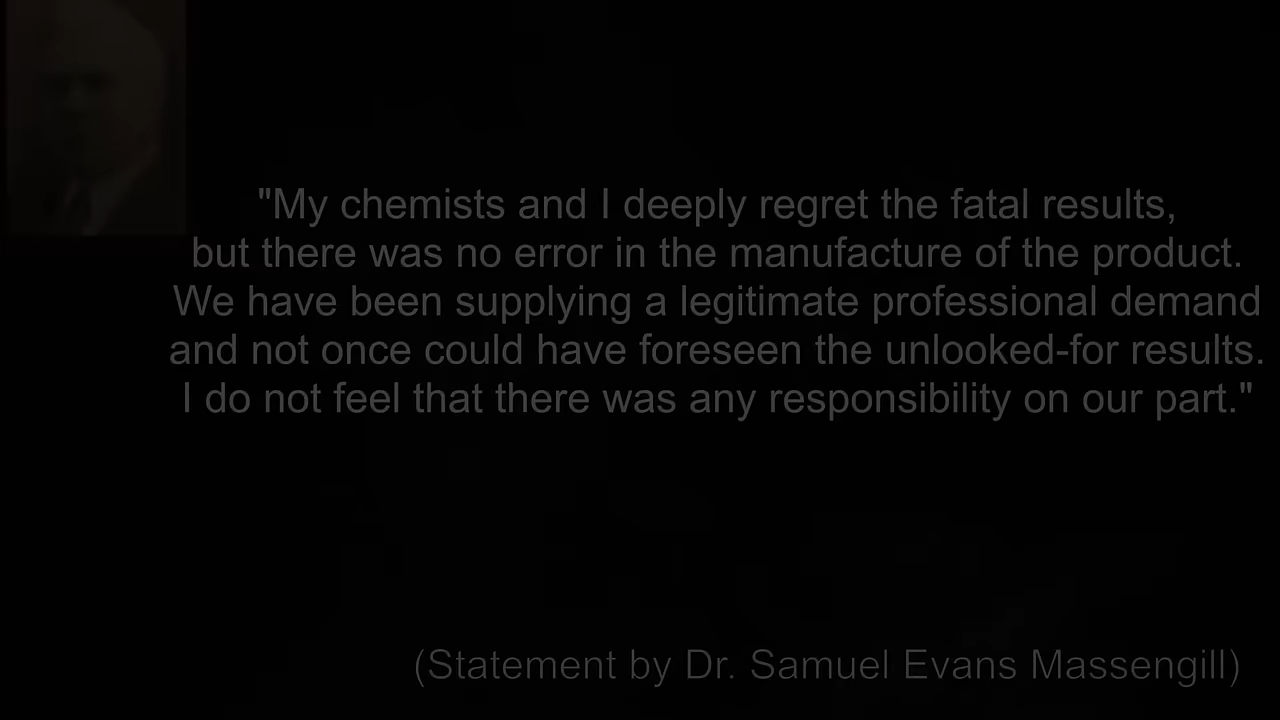 "My chemists and I deeply regret the fatal results,
but there was no error in the manufacture of the product.
We have been supplying a legitimate professional demand
and not once could have foreseen the unlooked-for results.
I do not feel that there was any responsibility on our part."
(Statement by Dr. Samuel Evans Massengill)